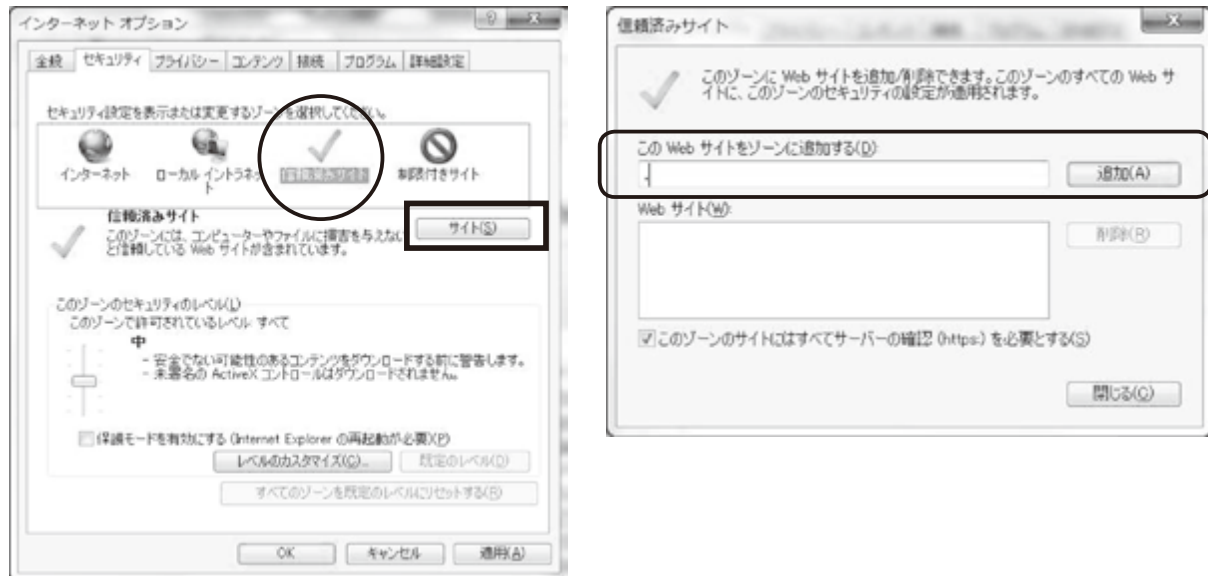 インターネット オプション
全般 セキュリティ プライバシー コンテンツ 接続 プログラム 詳細設定
セキュリティ設定を表示または変更するゾーンを選択してください。
インターネット
ローカル イントラネッ
ト
信頼済みサイト
制限付きサイト
信頼済みサイト
このゾーンには、コンピューターやファイルに損害を与えない
と信頼している Web サイトが含まれています。
サイト(S)
このゾーンのセキュリティのレベル(L)
このゾーンで許可されているレベル: すべて
中
- 安全でない可能性のあるコンテンツをダウンロードする前に警告します。
- 未署名の ActiveX コントロールはダウンロードされません。
保護モードを有効にする (Internet Explorer の再起動が必要)(P)
レベルのカスタマイズ(C)... 既定のレベル(D)
すべてのゾーンを既定のレベルにリセットする(R)
OK キャンセル 適用(A)
信頼済みサイト
このゾーンに Web サイトを追加/削除できます。このゾーンのすべての Web サ
イトに、このゾーンのセキュリティの設定が適用されます。
この Web サイトをゾーンに追加する(D):
追加(A)
Web サイト(W):
削除(R)
このゾーンのサイトにはすべてサーバーの確認 (https:) を必要とする(S)
閉じる(C)